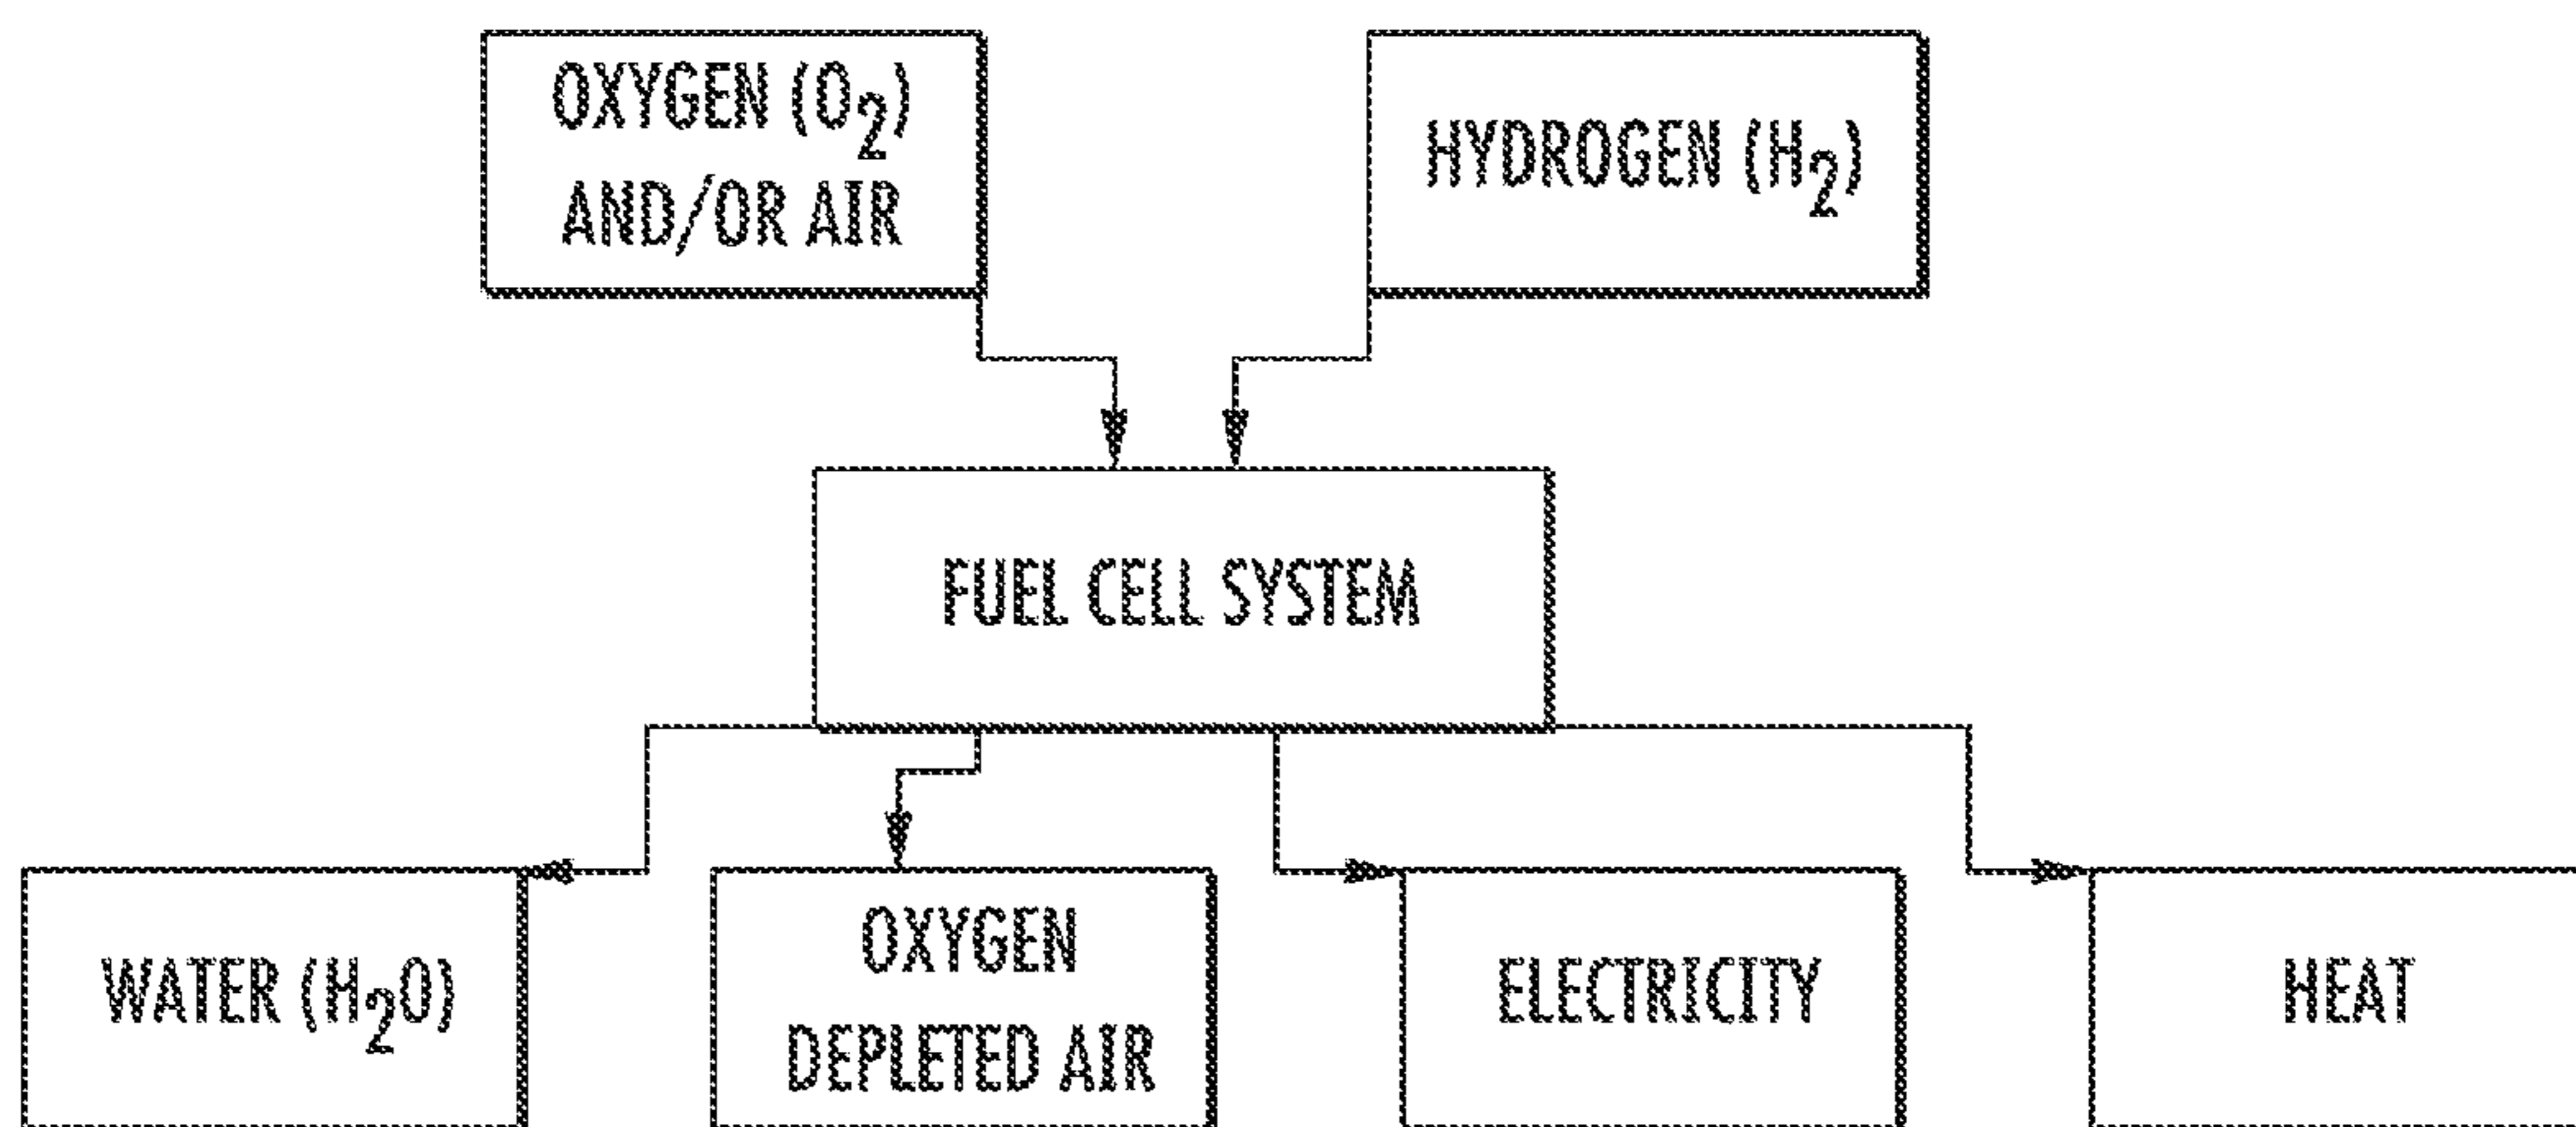 OXYGEN (O2)
AND/OR AIR
HYDROGEN (H2)
FUEL CELL SYSTEM
WATER (H2O)
OXYGEN
DEPLETED AIR
ELECTRICITY
HEAT